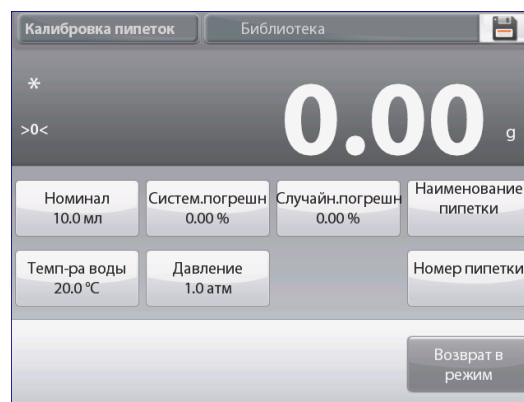 Калибровка пипеток
Библиотека
*
>0<
0.00 g
Номинал
10.0 мл
Систем.погрешн
0.00 %
Случайн.погрешн
0.00 %
Наименование
пипетки
Темп-ра воды
20.0 °C
Давление
1.0 атм
Номер пипетки
Возврат в
режим